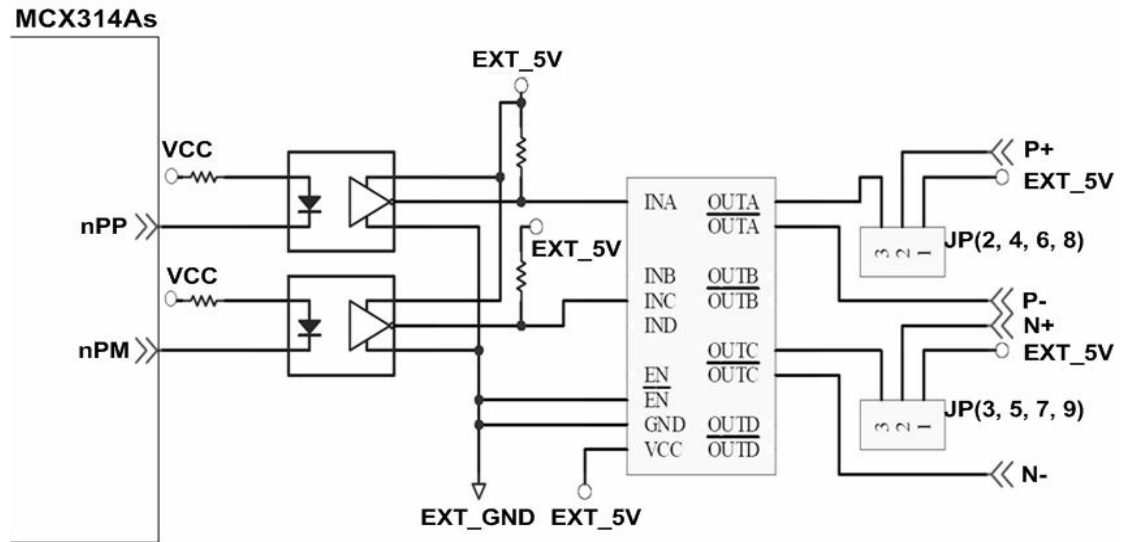 MCX314As
EXT_5V
VCC
nPP
VCC
nPM
EXT_5V
INA OUTA
OUTA
INB OUTB
INC OUTB
IND
OUTC
EN OUTC
EN
GND OUTD
VCC OUTD
P+
EXT_5V
3 2 1
JP(2, 4, 6, 8)
P-
N+
EXT_5V
3 2 1
JP(3, 5, 7, 9)
N-
EXT_GND EXT_5V